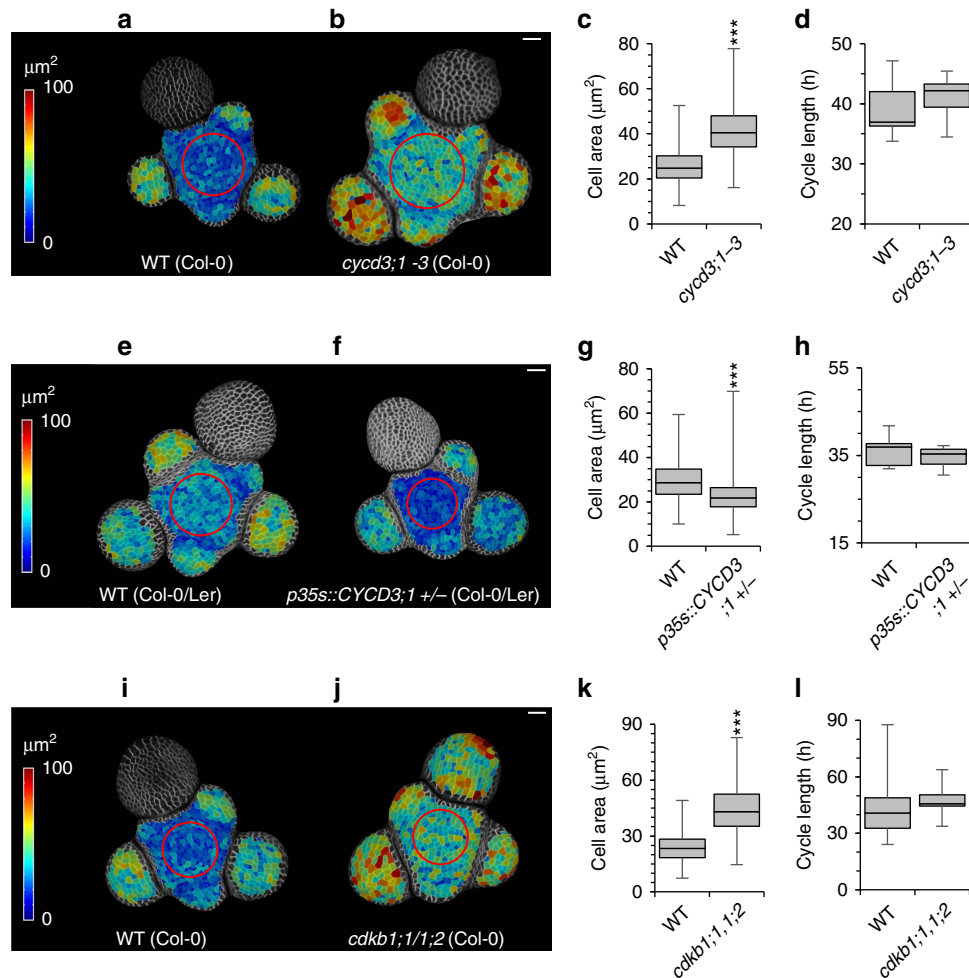 a b c d
μm²
100
0
WT (Col-0)
cycd3;1 -3 (Col-0)
Cell area (μm²)
80
60
40
20
0
***
WT
cycd3;1–3
Cycle length (h)
50
40
30
20
WT
cycd3;1–3
e f g h
μm²
100
0
WT (Col-0/Ler)
p35s::CYCD3;1 +/– (Col-0/Ler)
Cell area (μm²)
80
60
40
20
0
***
WT
p35s::CYCD3
;1 +/–
Cycle length (h)
55
35
15
WT
p35s::CYCD3
;1 +/–
i j k l
μm²
100
0
WT (Col-0)
cdkb1;1/1;2 (Col-0)
Cell area (μm²)
90
60
30
0
***
WT
cdkb1;1,1;2
Cycle length (h)
90
60
30
0
WT
cdkb1;1,1;2